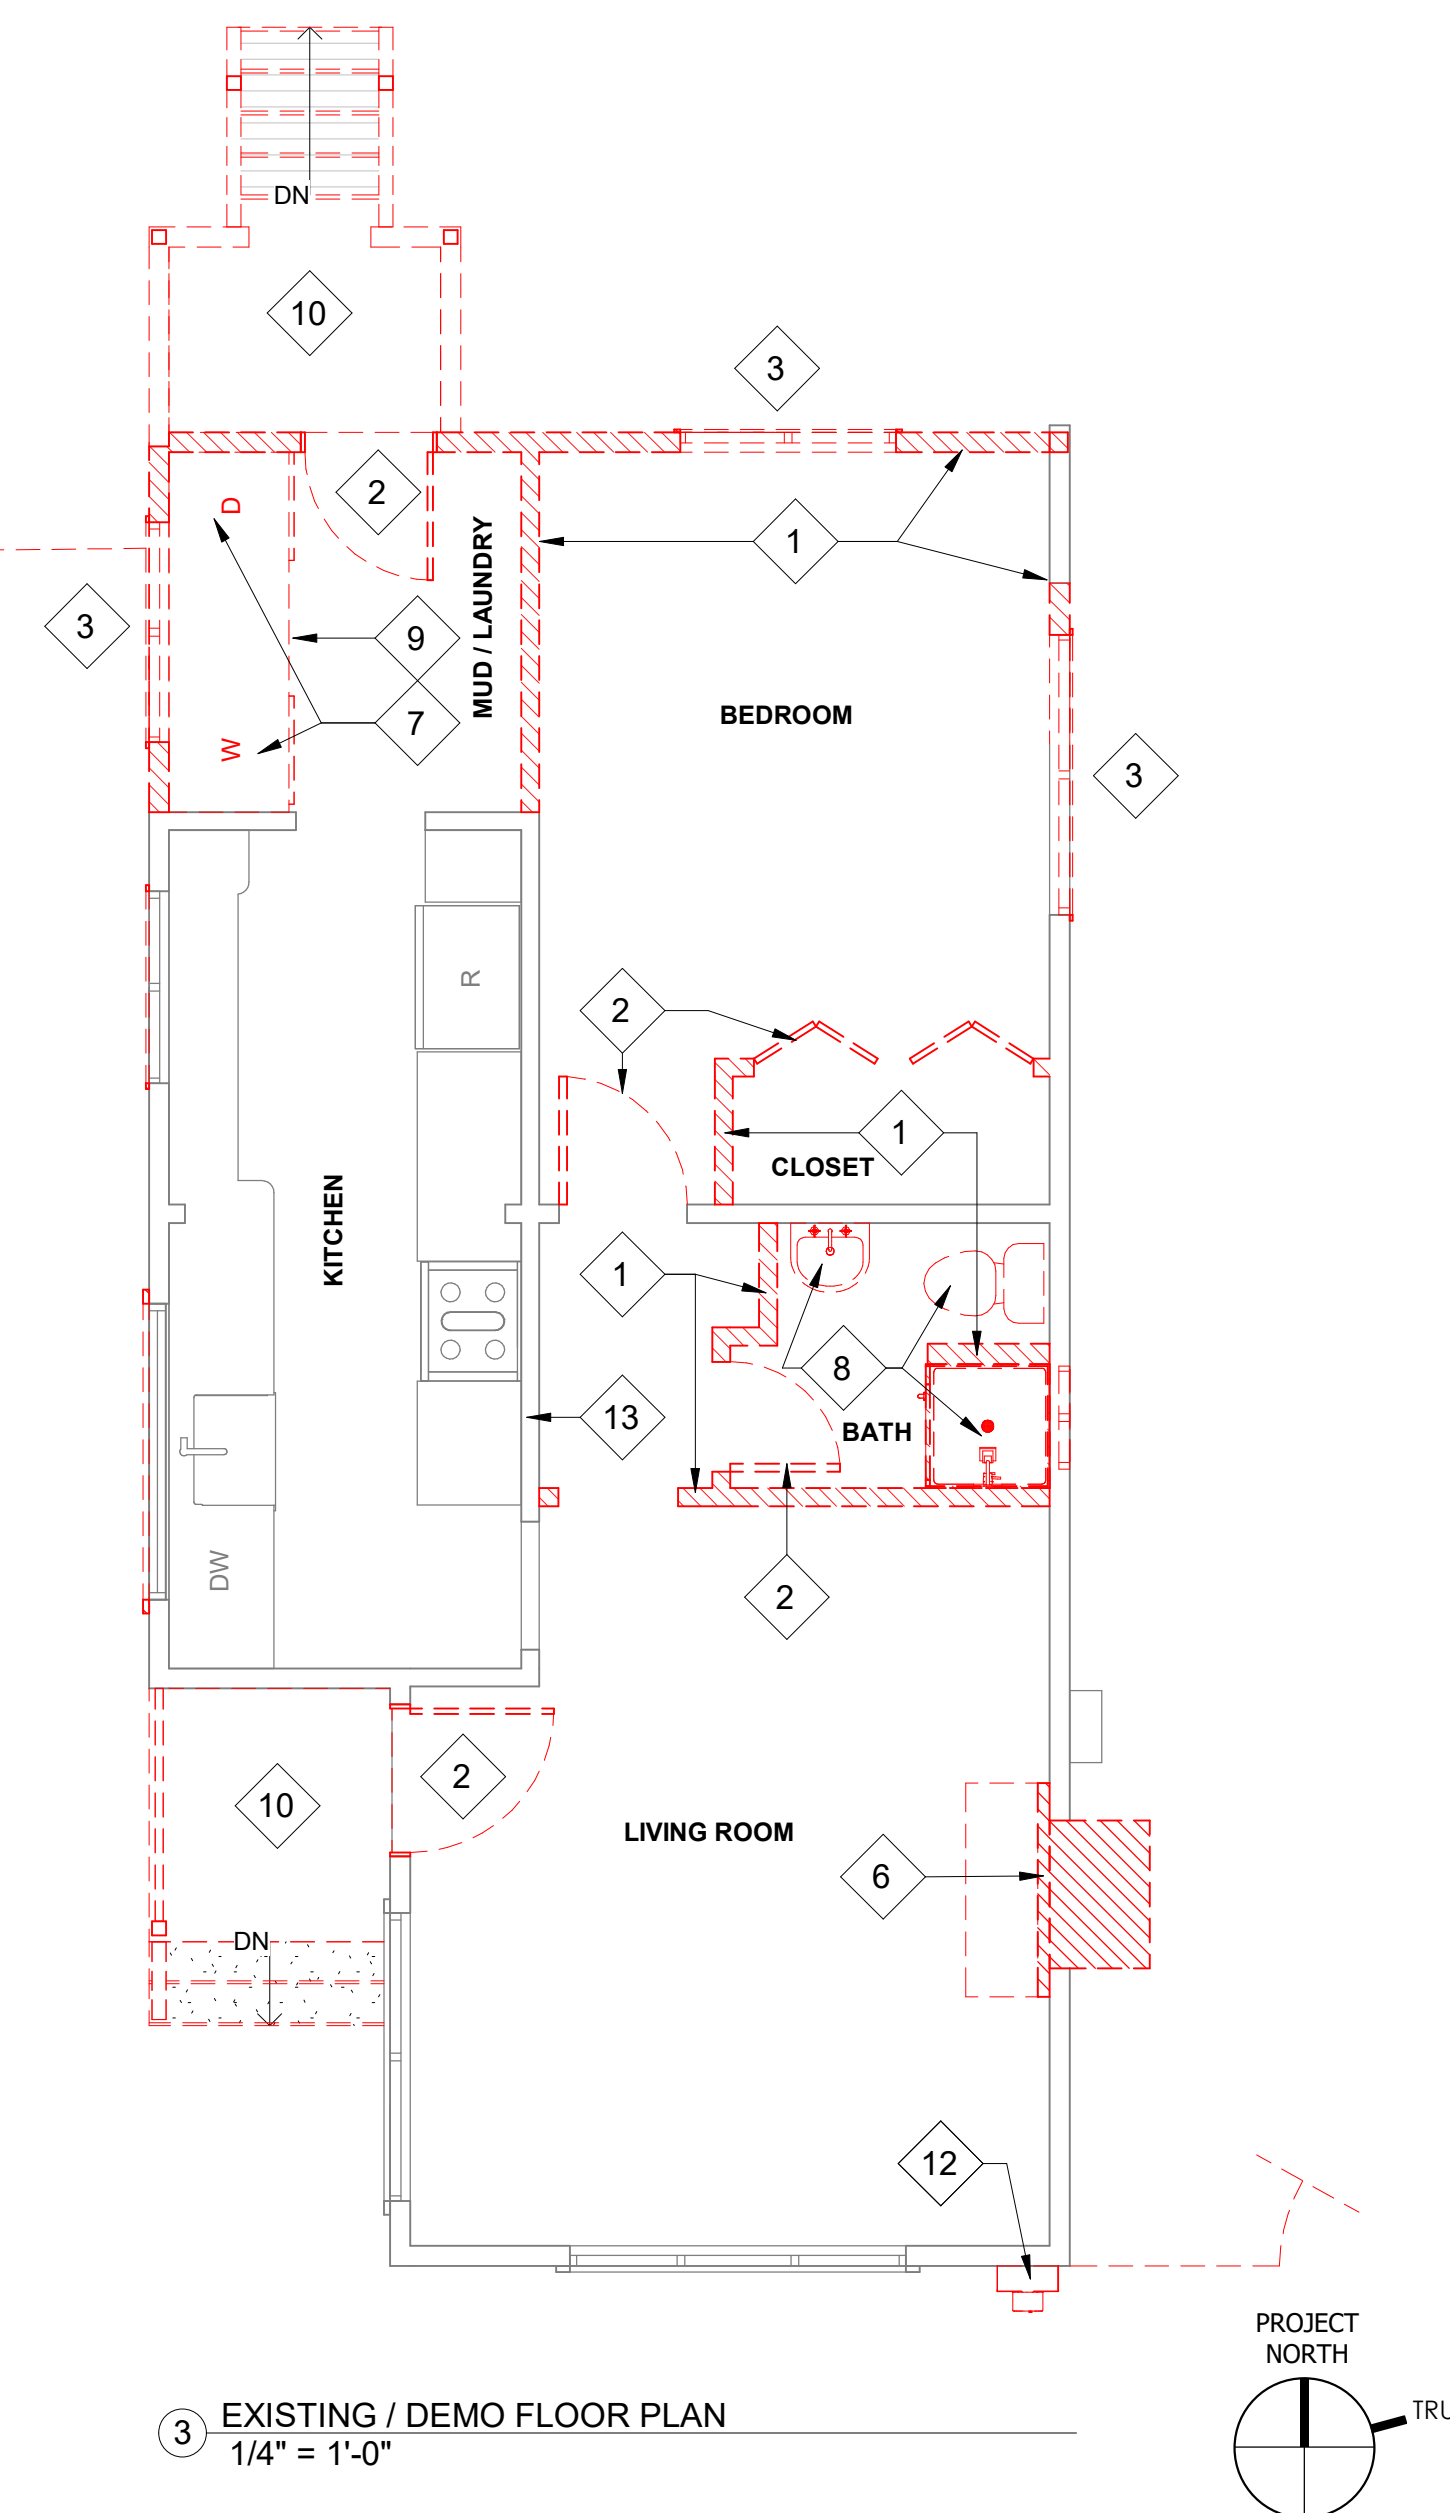 DN
10
3
2
D
1
MUD / LAUNDRY
3
9
BEDROOM
7
W
3
R
2
1
CLOSET
KITCHEN
1
8
13
BATH
DW
2
2
10
LIVING ROOM
6
DN
12
PROJECT
NORTH
TRU
3
EXISTING / DEMO FLOOR PLAN
1/4" = 1'-0"